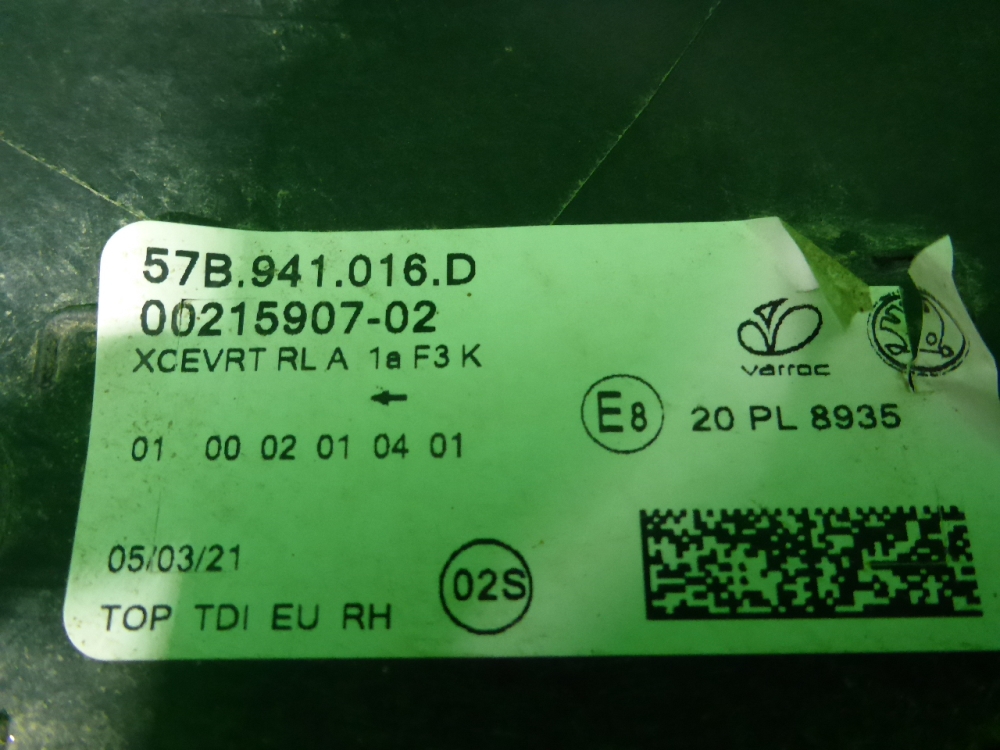 57B.941.016.D
00215907-02
XCEVRT RL A 1a F3 K
←
varroc
E8 20 PL 8935
01 00 02 01 04 01
05/03/21
02S
TOP TDI EU RH